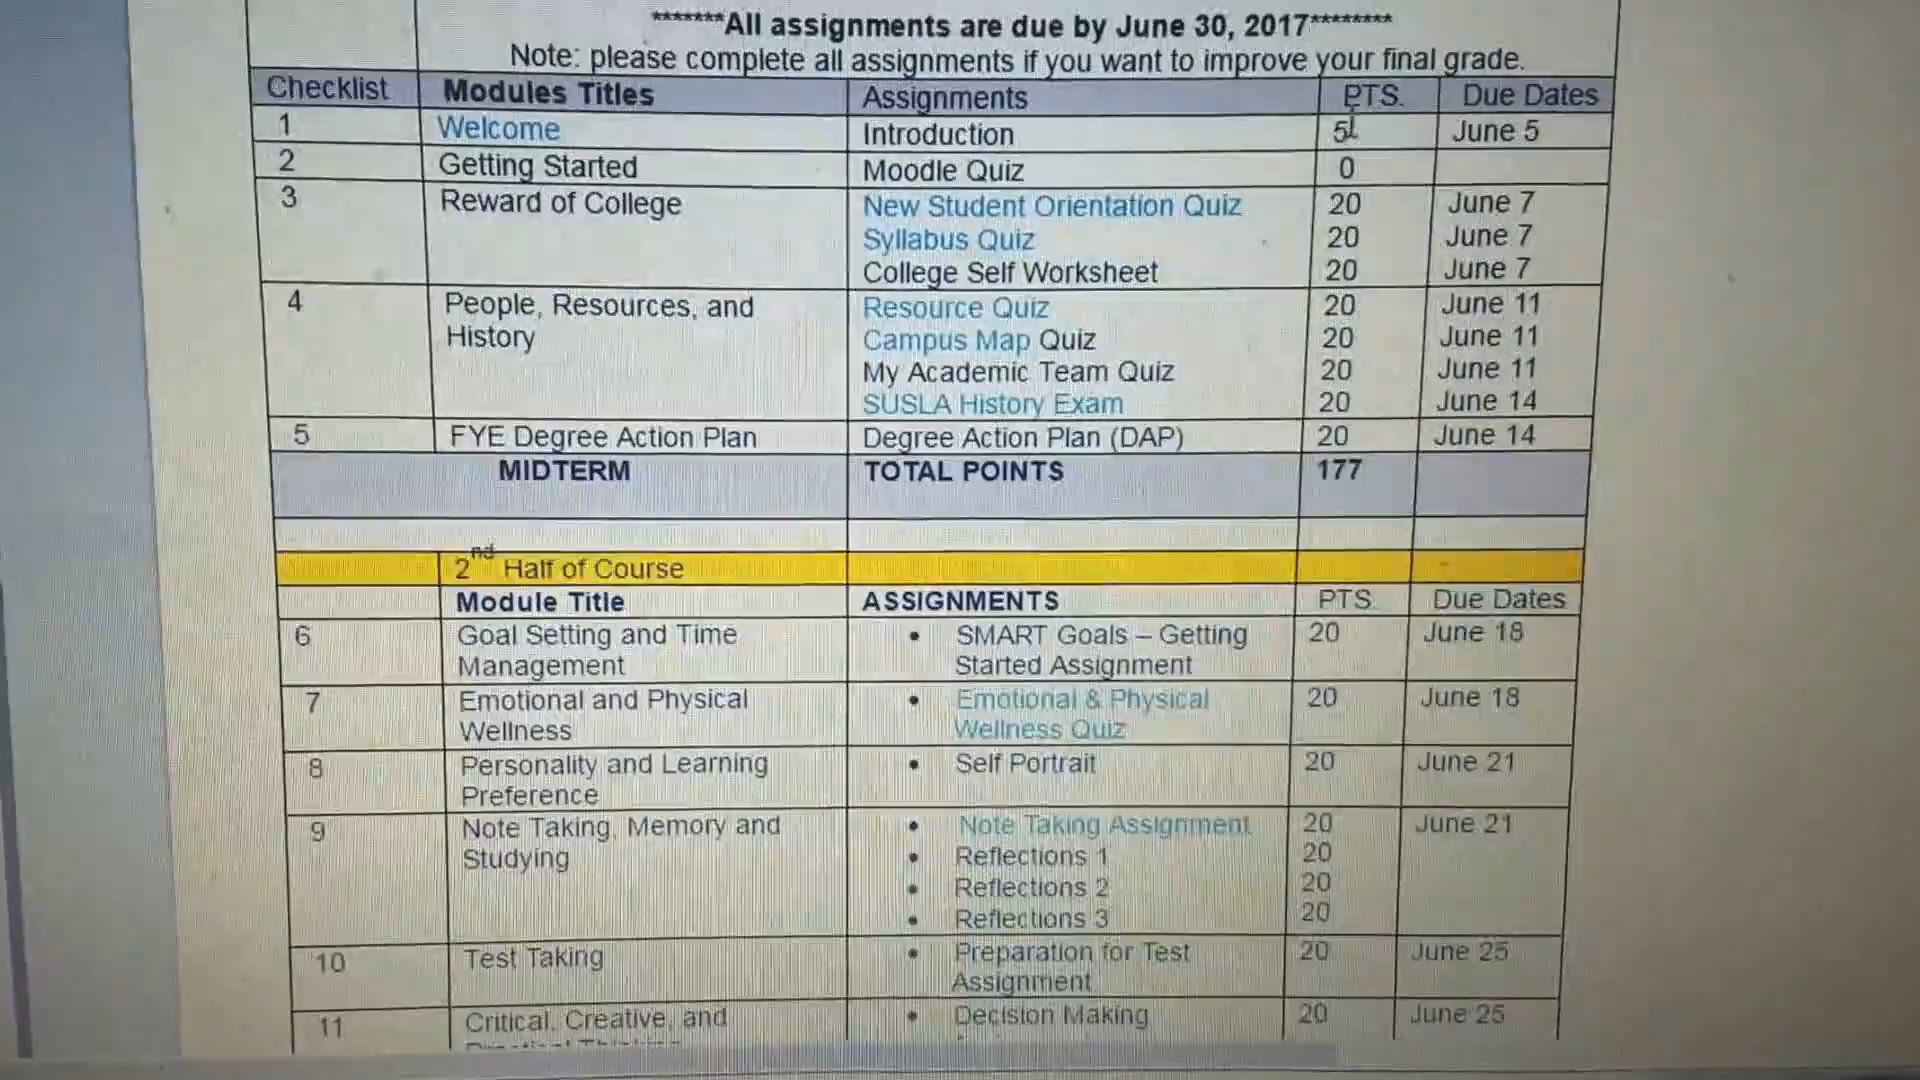 *******All assignments are due by June 30, 2017********
Note: please complete all assignments if you want to improve your final grade.
Checklist Modules Titles Assignments PTS. Due Dates
1 Welcome Introduction 5 June 5
2 Getting Started Moodle Quiz 0
3 Reward of College New Student Orientation Quiz 20 June 7
Syllabus Quiz 20 June 7
College Self Worksheet 20 June 7
4 People, Resources, and Resource Quiz 20 June 11
History Campus Map Quiz 20 June 11
My Academic Team Quiz 20 June 11
SUSLA History Exam 20 June 14
5 FYE Degree Action Plan Degree Action Plan (DAP) 20 June 14
MIDTERM TOTAL POINTS 177
2nd Half of Course
Module Title ASSIGNMENTS PTS Due Dates
6 Goal Setting and Time • SMART Goals – Getting 20 June 18
Management Started Assignment
7 Emotional and Physical • Emotional & Physical 20 June 18
Wellness Wellness Quiz
8 Personality and Learning • Self Portrait 20 June 21
Preference
9 Note Taking, Memory and • Note Taking Assignment 20 June 21
Studying • Reflections 1 20
• Reflections 2 20
• Reflections 3 20
10 Test Taking • Preparation for Test 20 June 25
Assignment
11 Critical, Creative, and • Decision Making 20 June 25